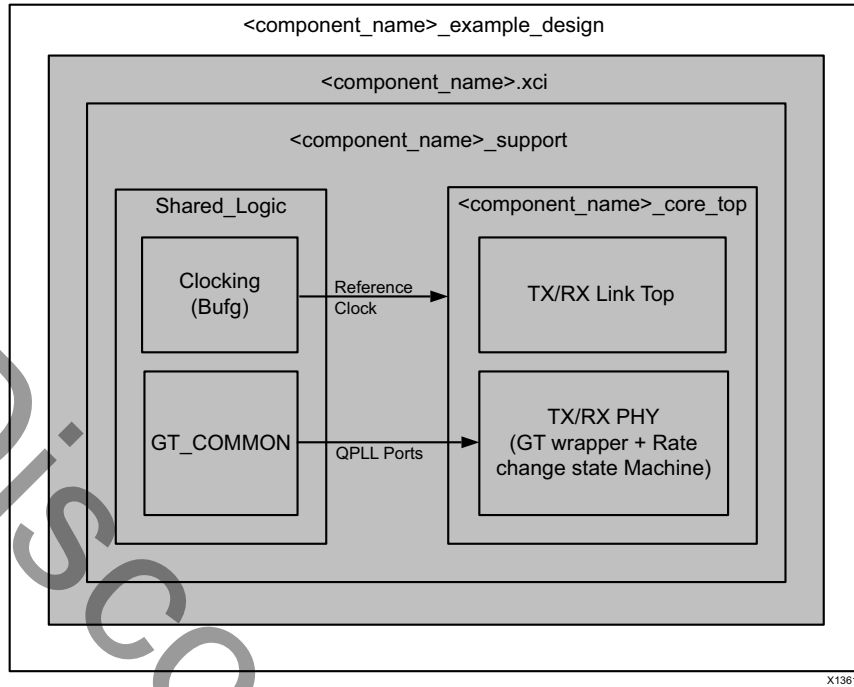 <component_name>_example_design
<component_name>.xci
<component_name>_support
Shared_Logic
<component_name>_core_top
Clocking
(Bufg)
Reference
Clock
TX/RX Link Top
GT_COMMON
QPLL Ports
TX/RX PHY
(GT wrapper + Rate
change state Machine)